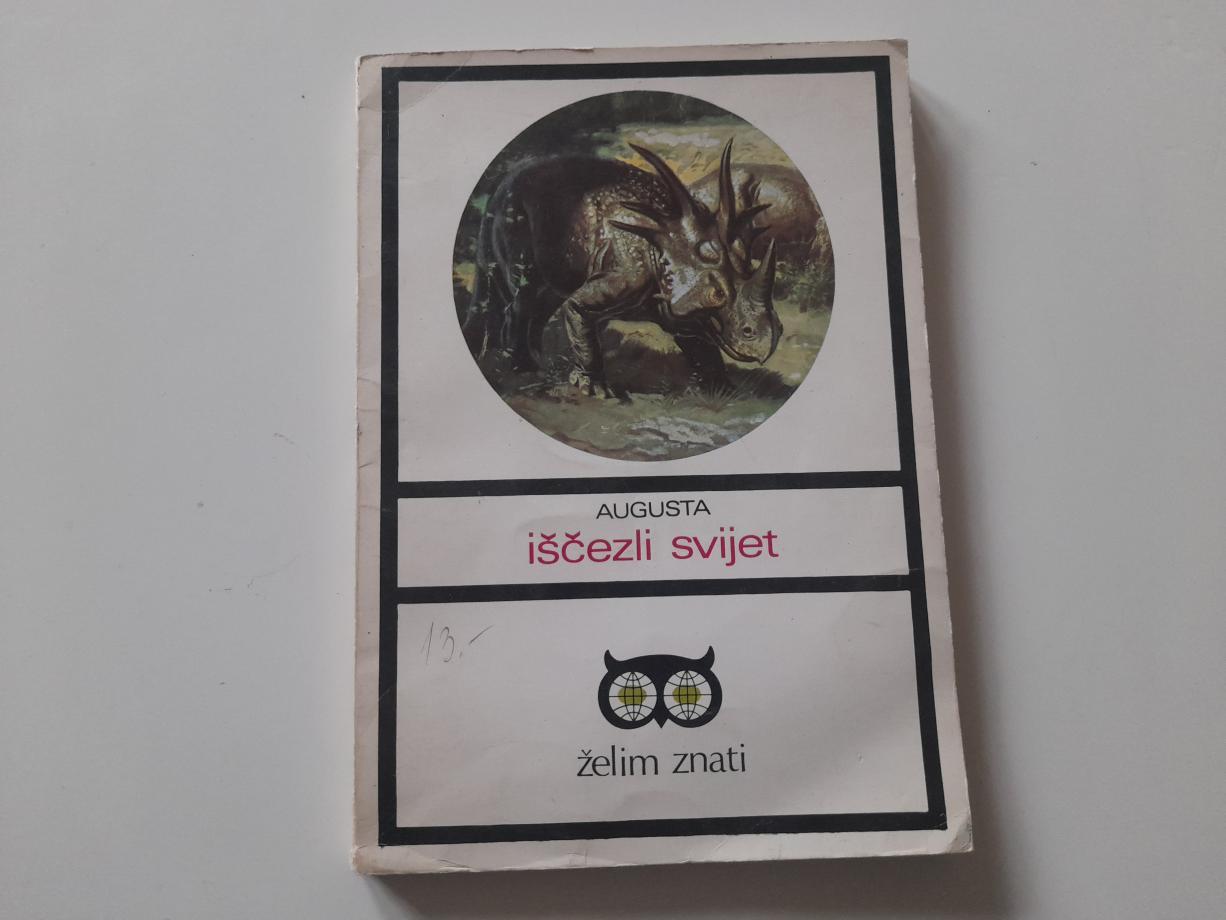 AUGUSTA
iščezli svijet
13.-
želim znati